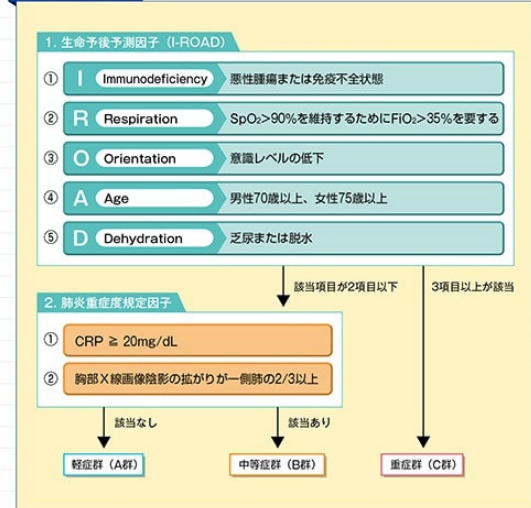 1. 生命予後予測因子（I-ROAD）
① I Immunodeficiency 悪性腫瘍または免疫不全状態
② R Respiration SpO₂>90%を維持するためにFiO₂>35%を要する
③ O Orientation 意識レベルの低下
④ A Age 男性70歳以上、女性75歳以上
⑤ D Dehydration 乏尿または脱水
該当項目が2項目以下
3項目以上が該当
2. 肺炎重症度規定因子
① CRP ≧ 20mg/dL
② 胸部X線画像陰影の拡がりが一側肺の2/3以上
該当なし
該当あり
軽症群（A群）
中等症群（B群）
重症群（C群）